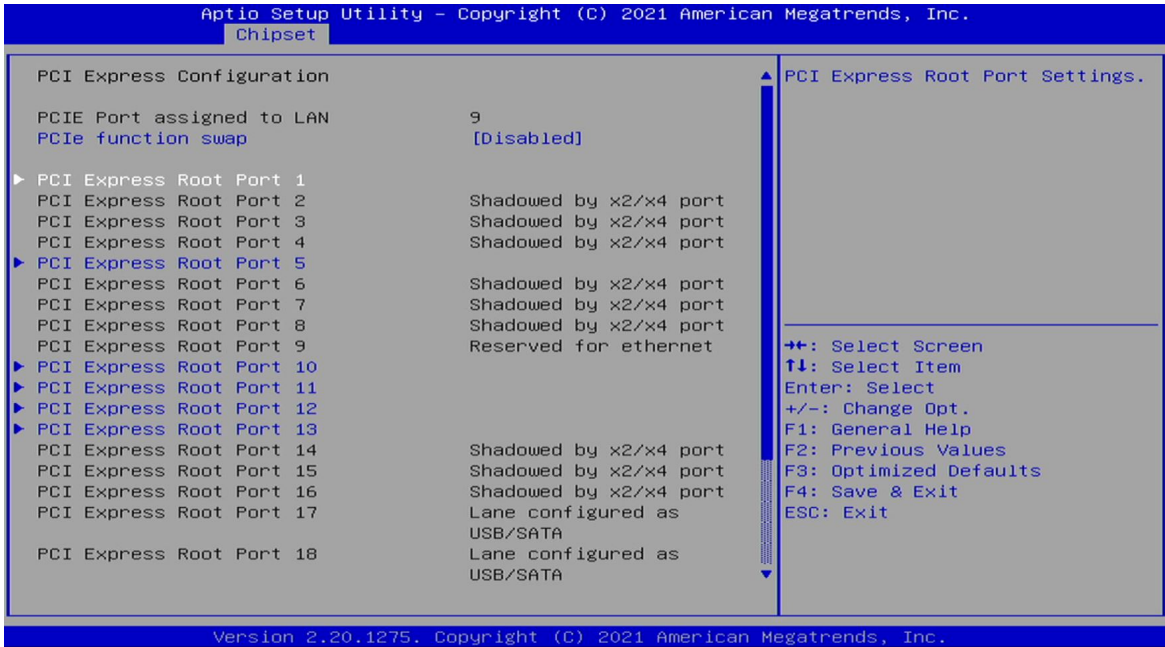 Aptio Setup Utility – Copyright (C) 2021 American Megatrends, Inc.
Chipset
PCI Express Configuration
PCIE Port assigned to LAN 9
PCIe function swap [Disabled]
PCI Express Root Port 1
PCI Express Root Port 2 Shadowed by x2/x4 port
PCI Express Root Port 3 Shadowed by x2/x4 port
PCI Express Root Port 4 Shadowed by x2/x4 port
PCI Express Root Port 5
PCI Express Root Port 6 Shadowed by x2/x4 port
PCI Express Root Port 7 Shadowed by x2/x4 port
PCI Express Root Port 8 Shadowed by x2/x4 port
PCI Express Root Port 9 Reserved for ethernet
PCI Express Root Port 10
PCI Express Root Port 11
PCI Express Root Port 12
PCI Express Root Port 13
PCI Express Root Port 14 Shadowed by x2/x4 port
PCI Express Root Port 15 Shadowed by x2/x4 port
PCI Express Root Port 16 Shadowed by x2/x4 port
PCI Express Root Port 17 Lane configured as
USB/SATA
PCI Express Root Port 18 Lane configured as
USB/SATA
PCI Express Root Port Settings.
→←: Select Screen
↑↓: Select Item
Enter: Select
+/-: Change Opt.
F1: General Help
F2: Previous Values
F3: Optimized Defaults
F4: Save & Exit
ESC: Exit
Version 2.20.1275. Copyright (C) 2021 American Megatrends, Inc.